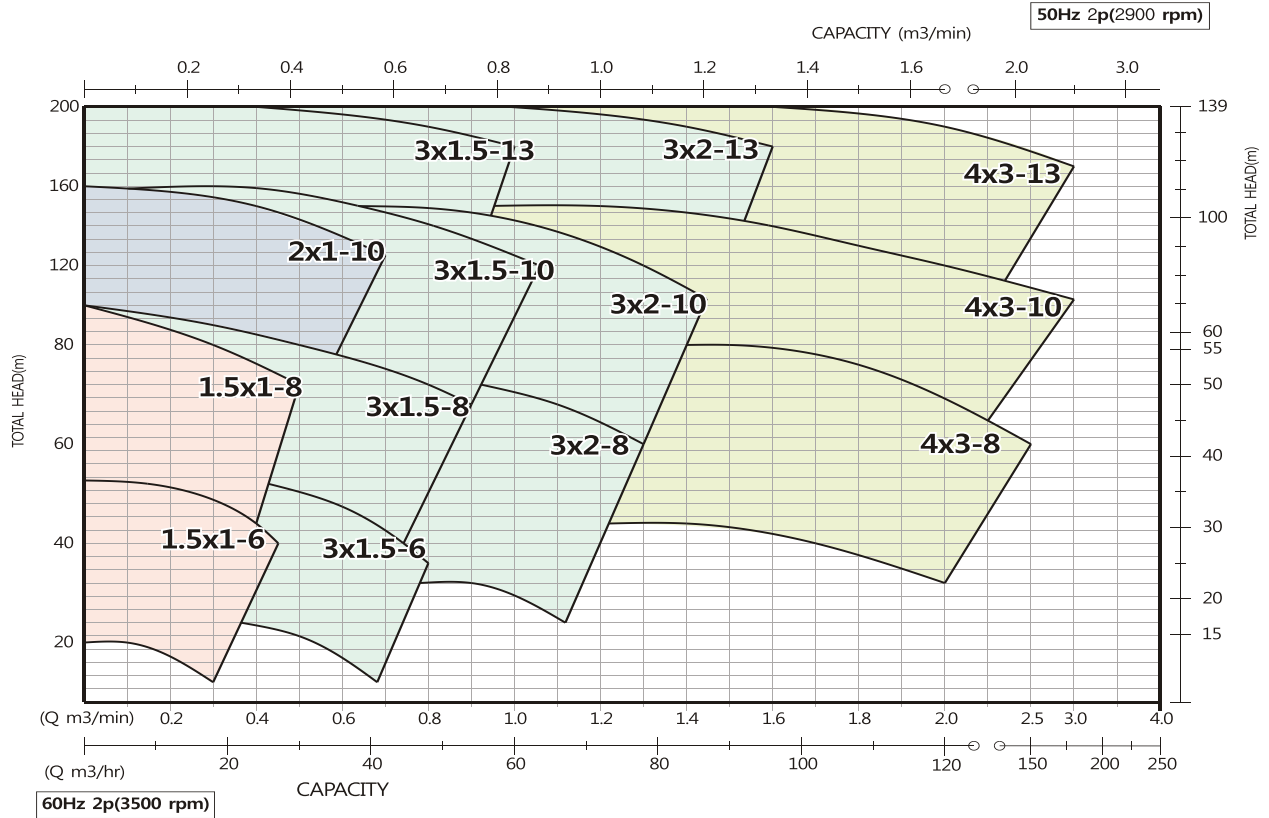 50Hz 2p(2900 rpm)
CAPACITY (m3/min)
0.2 0.4 0.6 0.8 1.0 1.2 1.4 1.6 2.0 3.0
200 139
3x1.5-13 3x2-13
4x3-13
160
100
2x1-10
120 3x1.5-10
3x2-10 4x3-10
60
80 55
1.5x1-8 50
3x1.5-8
60 3x2-8 4x3-8
40
30
40 1.5x1-6 3x1.5-6
20
20 15
TOTAL HEAD(m)
TOTAL HEAD(m)
(Q m3/min) 0.2 0.4 0.6 0.8 1.0 1.2 1.4 1.6 1.8 2.0 2.5 3.0 4.0
(Q m3/hr) 20 40 60 80 100 120 150 200 250
CAPACITY
60Hz 2p(3500 rpm)